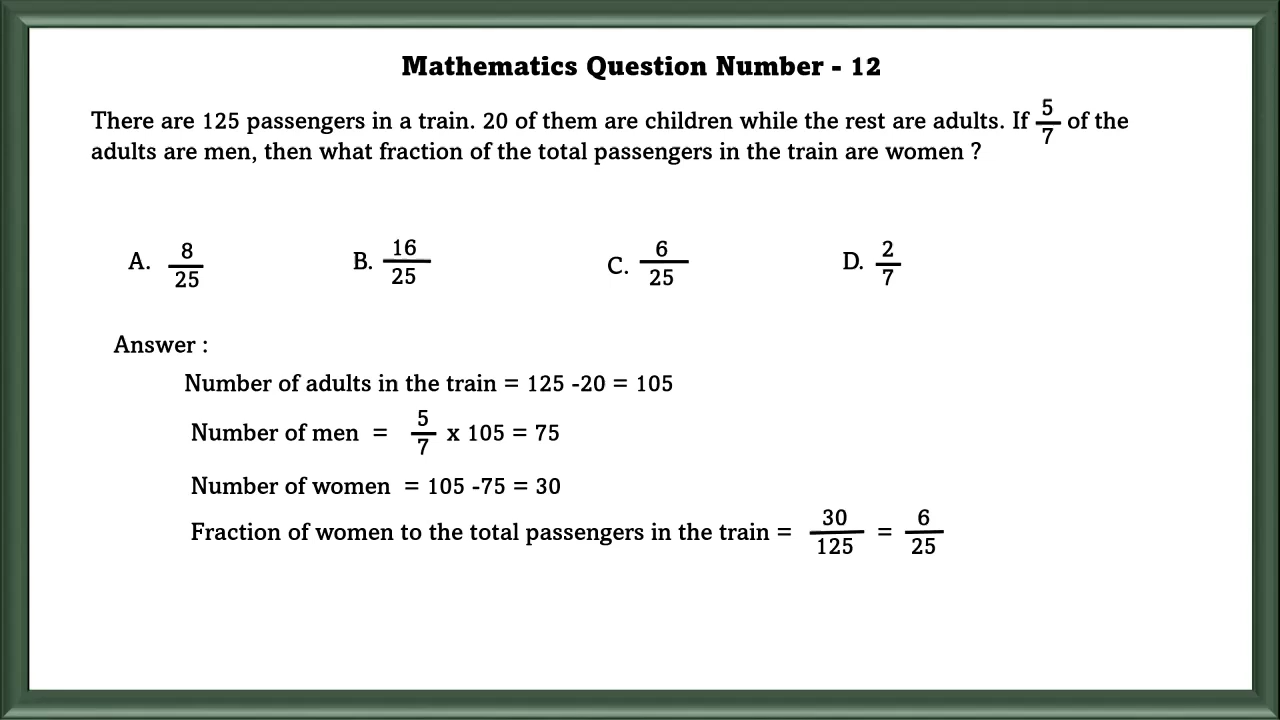 Mathematics Question Number - 12
There are 125 passengers in a train. 20 of them are children while the rest are adults. If 5/7 of the
adults are men, then what fraction of the total passengers in the train are women ?
A. 8/25 B. 16/25 C. 6/25 D. 2/7
Answer :
Number of adults in the train = 125 -20 = 105
Number of men = 5/7 x 105 = 75
Number of women = 105 -75 = 30
Fraction of women to the total passengers in the train = 30/125 = 6/25